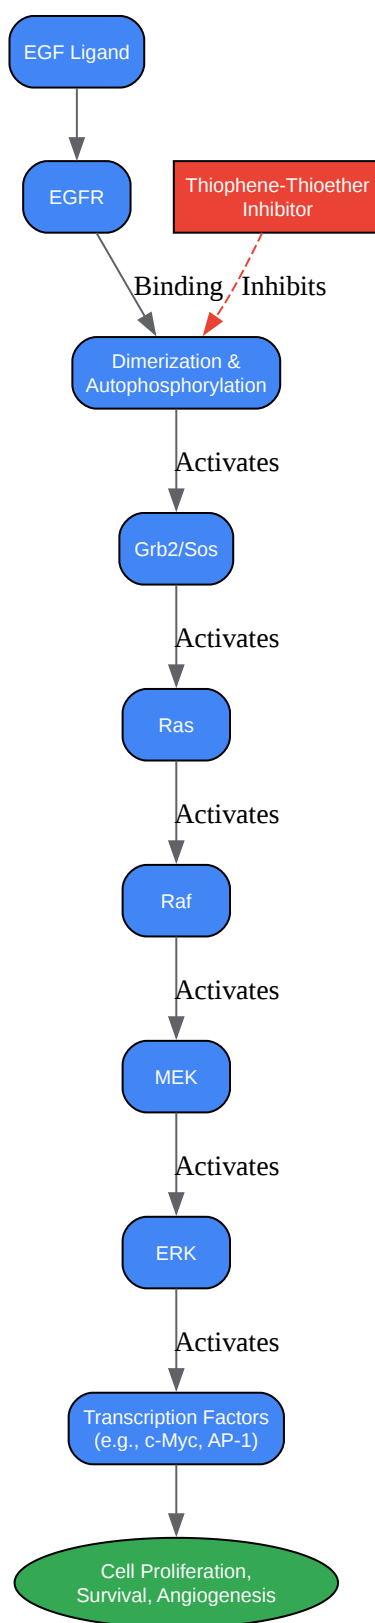 EGF Ligand
EGFR
Thiophene-Thioether
Inhibitor
Binding
Inhibits
Dimerization &
Autophosphorylation
Activates
Grb2/Sos
Activates
Ras
Activates
Raf
Activates
MEK
Activates
ERK
Activates
Transcription Factors
(e.g., c-Myc, AP-1)
Cell Proliferation,
Survival, Angiogenesis